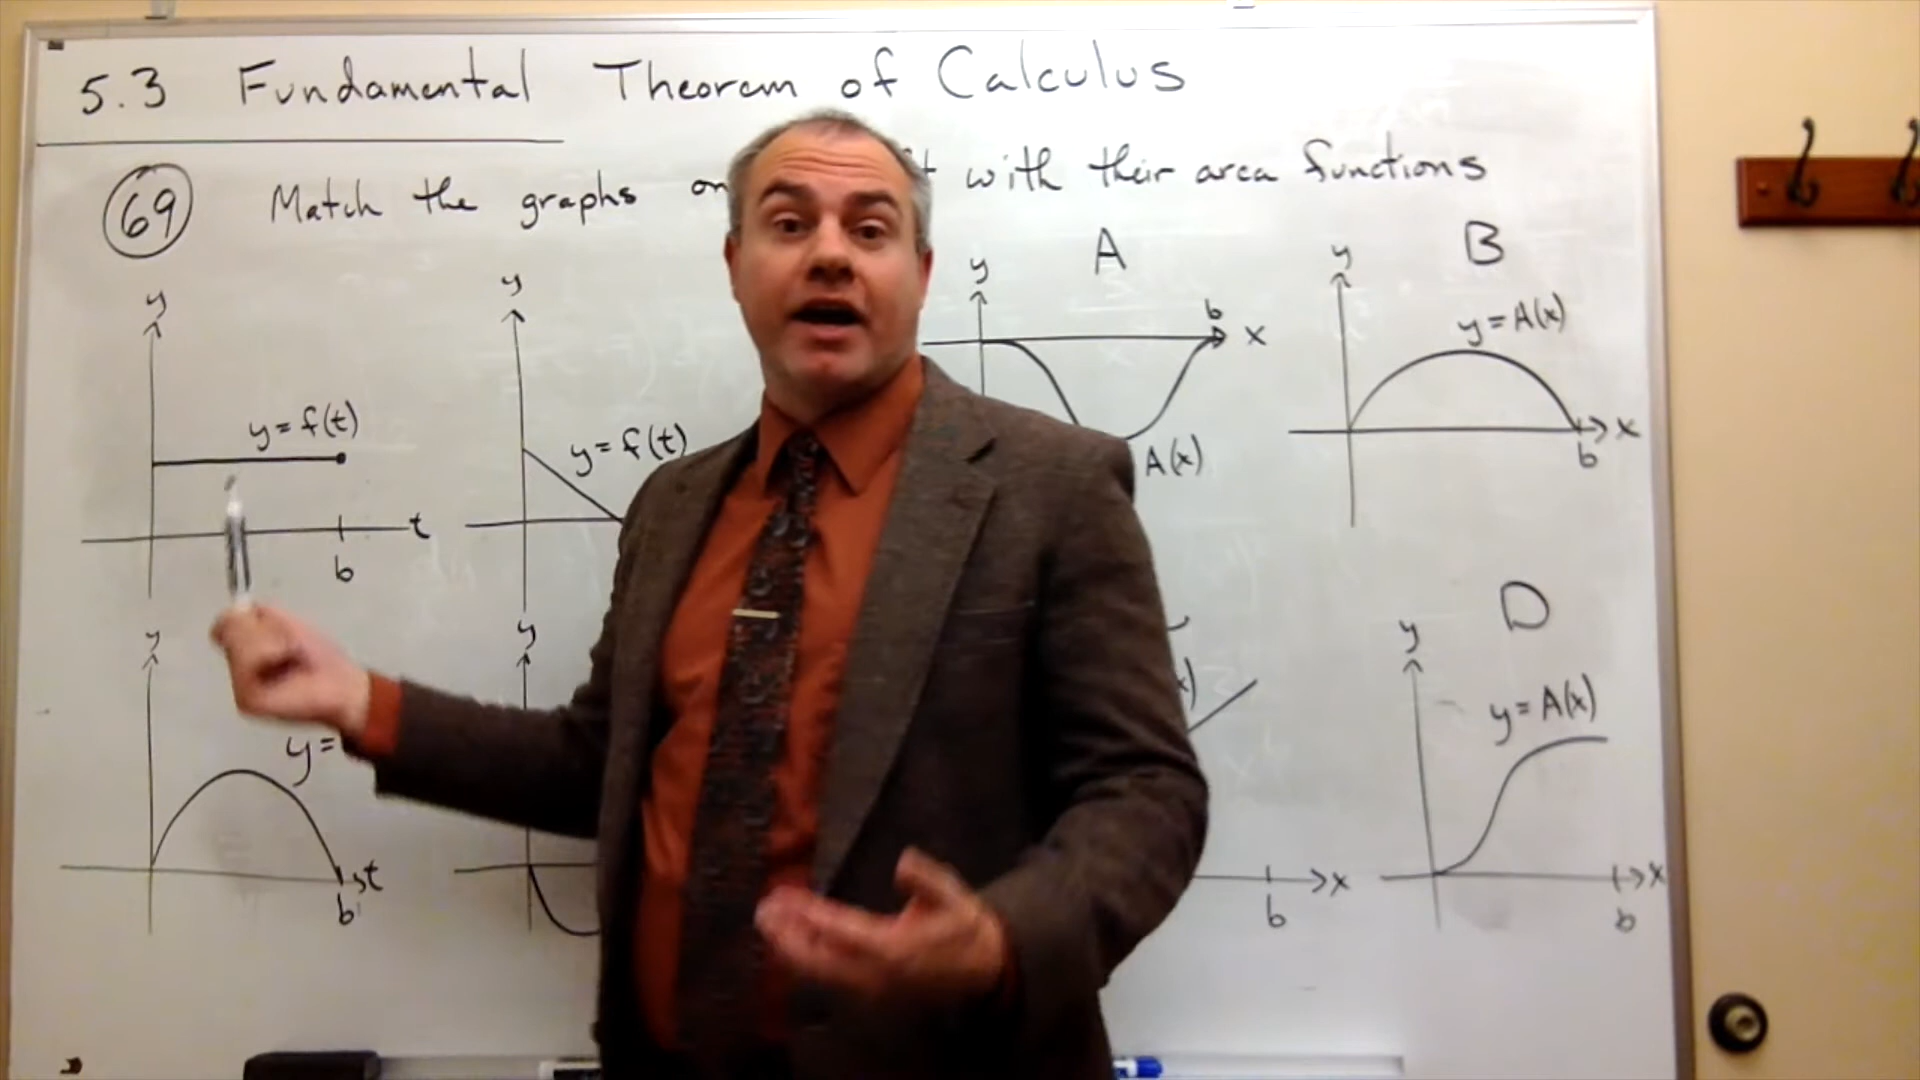 5.3 Fundamental Theorem of Calculus
69 Match the graphs on with their area functions
y
y = f(t)
t
b
y
y = f(t)
y
A
b
x
A(x)
y
B
y = A(x)
x
b
y
y =
t
b
y
x
b
y
D
y = A(x)
x
b